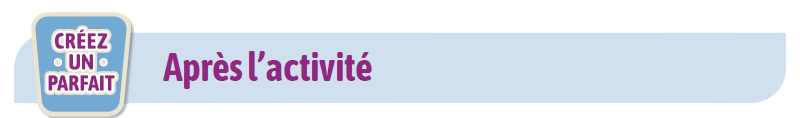 CRÉEZ
UN
PARFAIT
Après l’activité